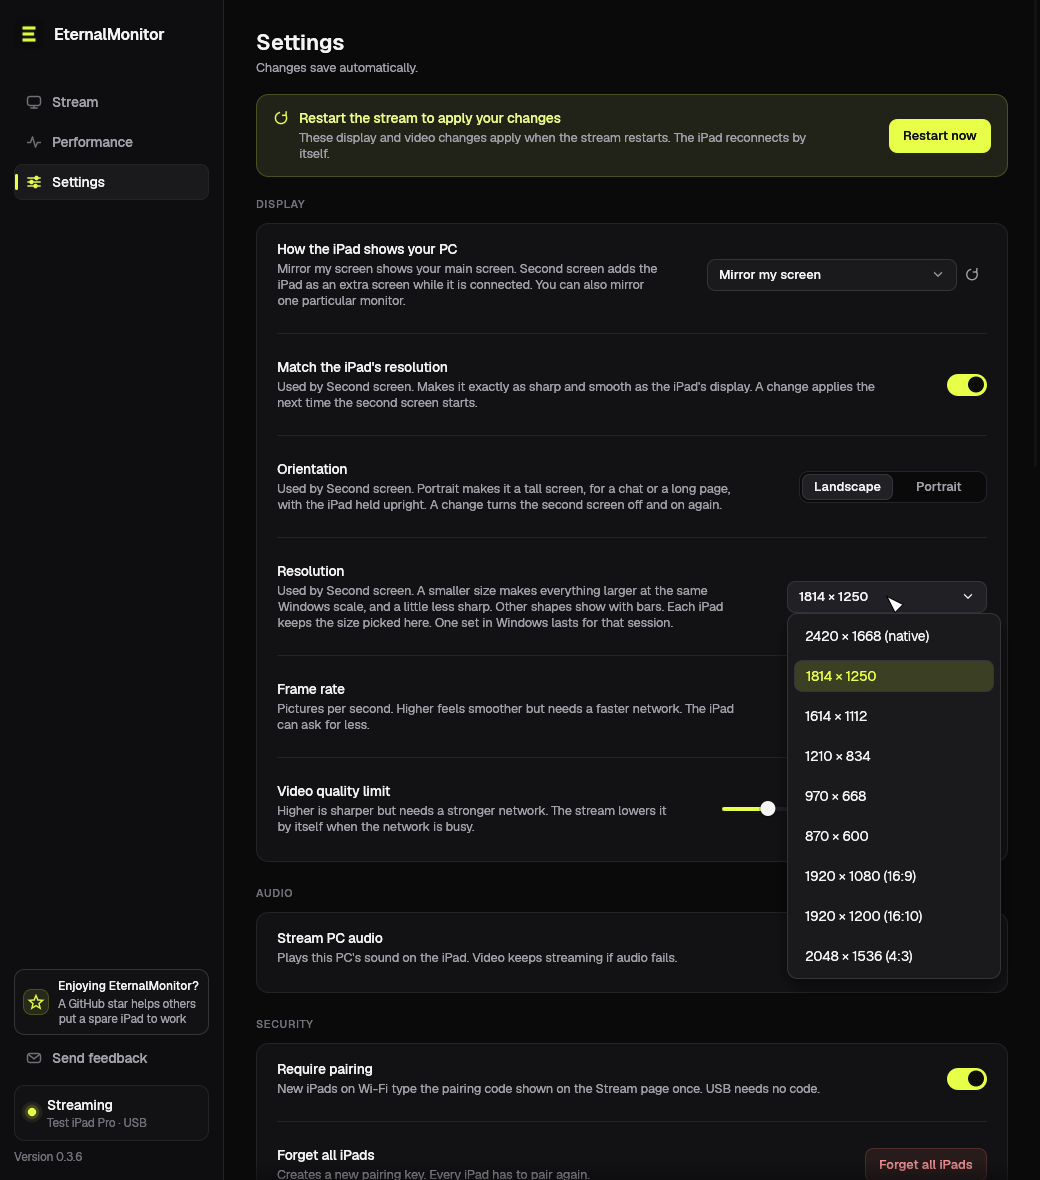 EternalMonitor
Stream
Performance
Settings
Enjoying EternalMonitor?
A GitHub star helps others
put a spare iPad to work
Send feedback
Streaming
Test iPad Pro · USB
Version 0.3.6
Settings
Changes save automatically.
Restart the stream to apply your changes
These display and video changes apply when the stream restarts. The iPad reconnects by
itself.
Restart now
DISPLAY
How the iPad shows your PC
Mirror my screen shows your main screen. Second screen adds the
iPad as an extra screen while it is connected. You can also mirror
one particular monitor.
Mirror my screen
Match the iPad's resolution
Used by Second screen. Makes it exactly as sharp and smooth as the iPad's display. A change applies the
next time the second screen starts.
Orientation
Used by Second screen. Portrait makes it a tall screen, for a chat or a long page,
with the iPad held upright. A change turns the second screen off and on again.
Landscape
Portrait
Resolution
Used by Second screen. A smaller size makes everything larger at the same
Windows scale, and a little less sharp. Other shapes show with bars. Each iPad
keeps the size picked here. One set in Windows lasts for that session.
1814 × 1250
2420 × 1668 (native)
1814 × 1250
1614 × 1112
1210 × 834
970 × 668
870 × 600
1920 × 1080 (16:9)
1920 × 1200 (16:10)
2048 × 1536 (4:3)
Frame rate
Pictures per second. Higher feels smoother but needs a faster network. The iPad
can ask for less.
Video quality limit
Higher is sharper but needs a stronger network. The stream lowers it
by itself when the network is busy.
AUDIO
Stream PC audio
Plays this PC's sound on the iPad. Video keeps streaming if audio fails.
SECURITY
Require pairing
New iPads on Wi-Fi type the pairing code shown on the Stream page once. USB needs no code.
Forget all iPads
Creates a new pairing key. Every iPad has to pair again.
Forget all iPads